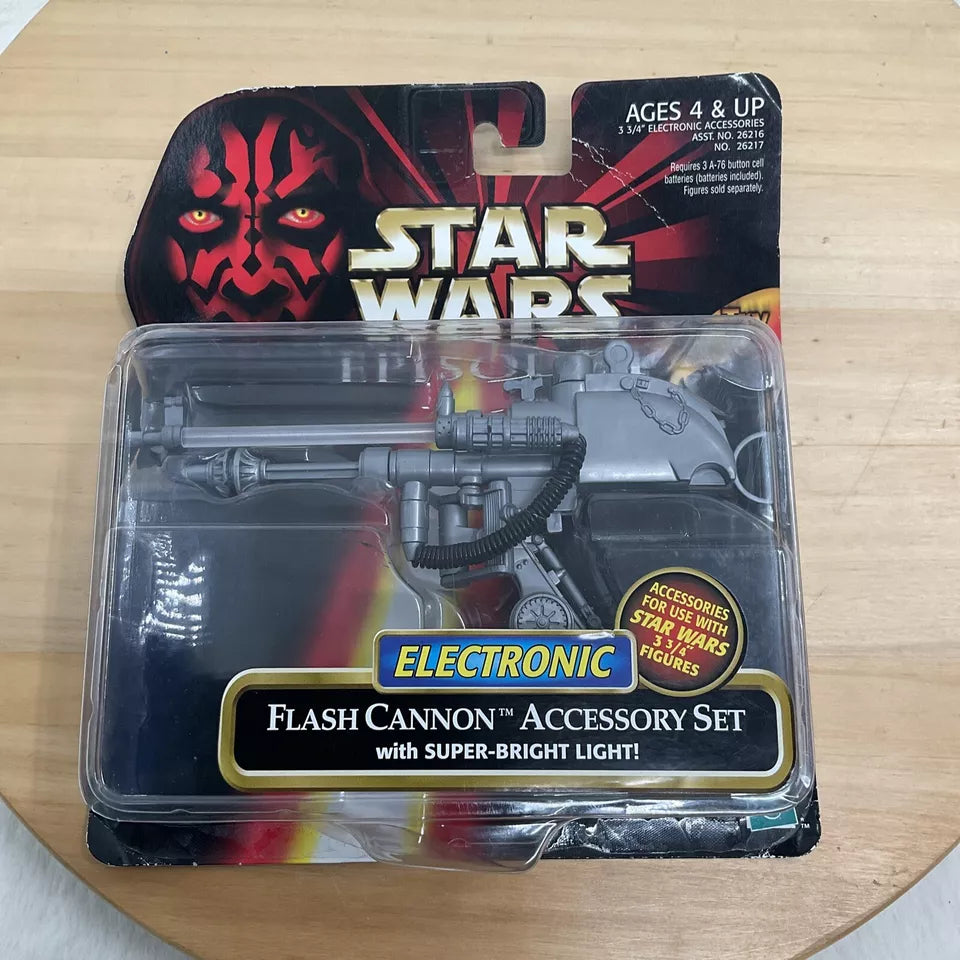 AGES 4 & UP
3 3/4" ELECTRONIC ACCESSORIES
ASST. NO. 26216
NO. 26217
Requires 3 A-76 button cell
batteries (batteries included).
Figures sold separately.
STAR
WARS
EPISODE
ACCESSORIES
FOR USE WITH
STAR WARS
3 3/4"
FIGURES
ELECTRONIC
FLASH CANNON™ ACCESSORY SET
with SUPER-BRIGHT LIGHT!
TM